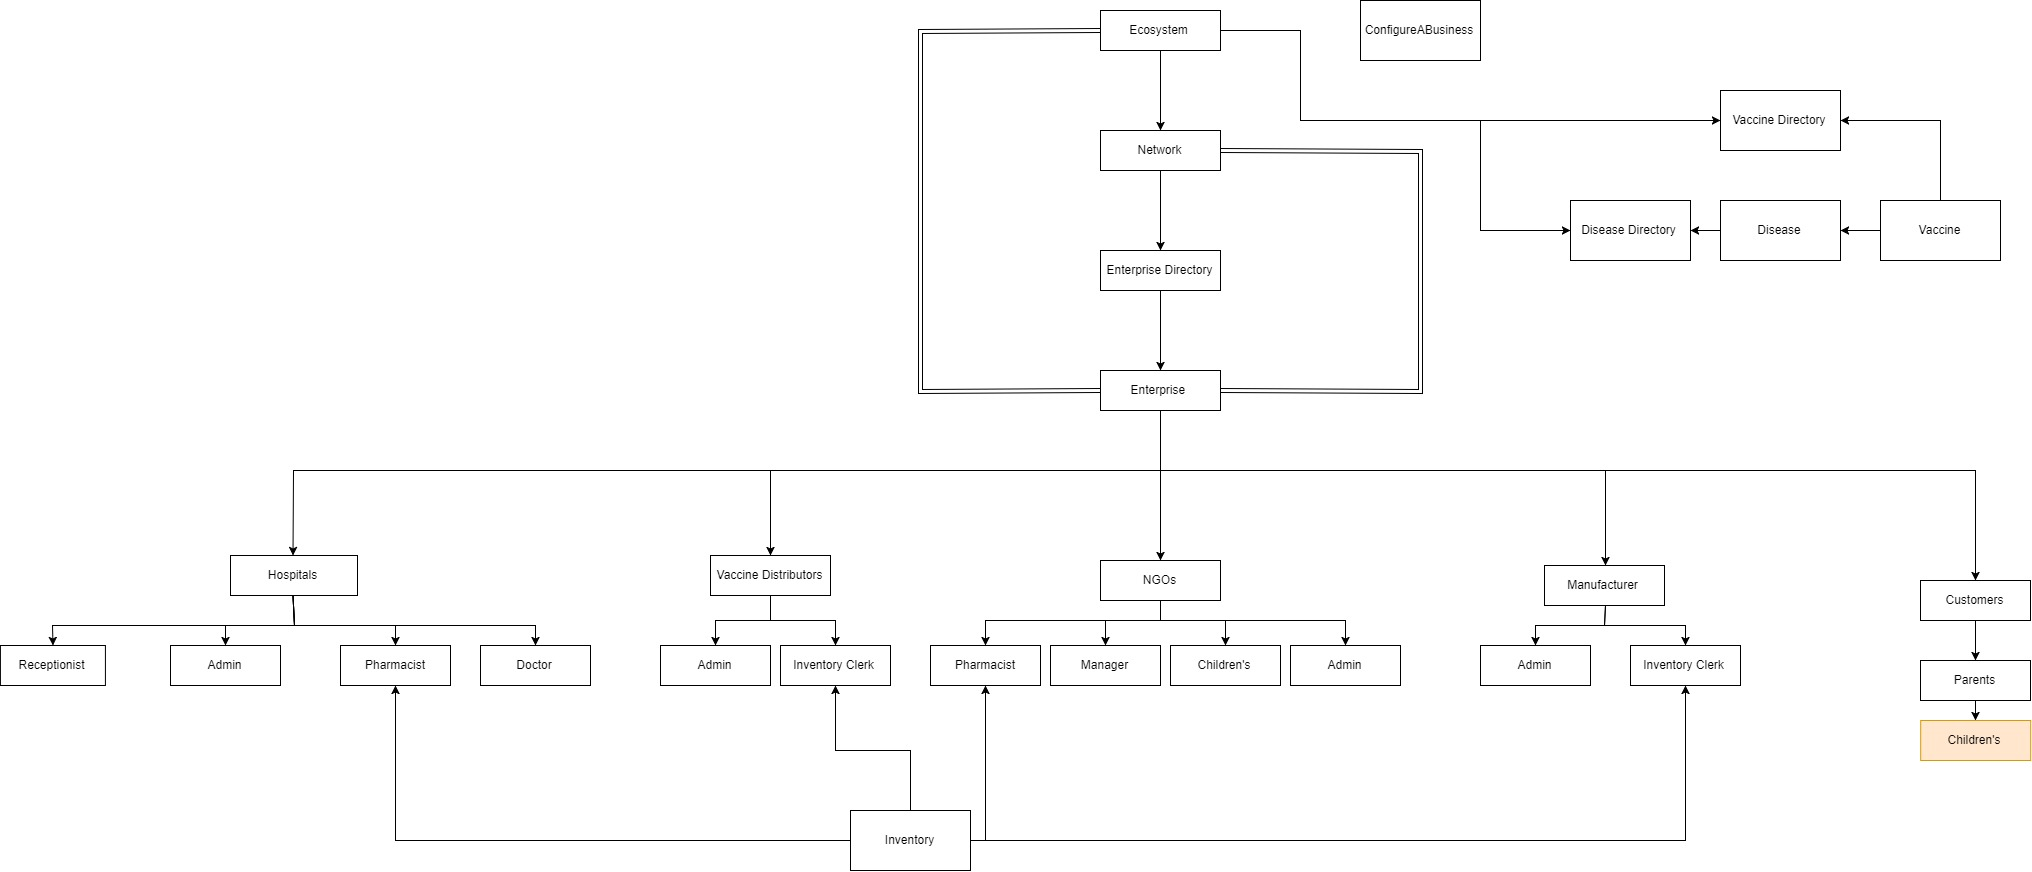 Ecosystem
ConfigureABusiness
Vaccine Directory
Network
Disease Directory
Disease
Vaccine
Enterprise Directory
Enterprise
Hospitals
Vaccine Distributors
NGOs
Manufacturer
Customers
Receptionist
Admin
Pharmacist
Doctor
Admin
Inventory Clerk
Pharmacist
Manager
Children's
Admin
Admin
Inventory Clerk
Parents
Children's
Inventory